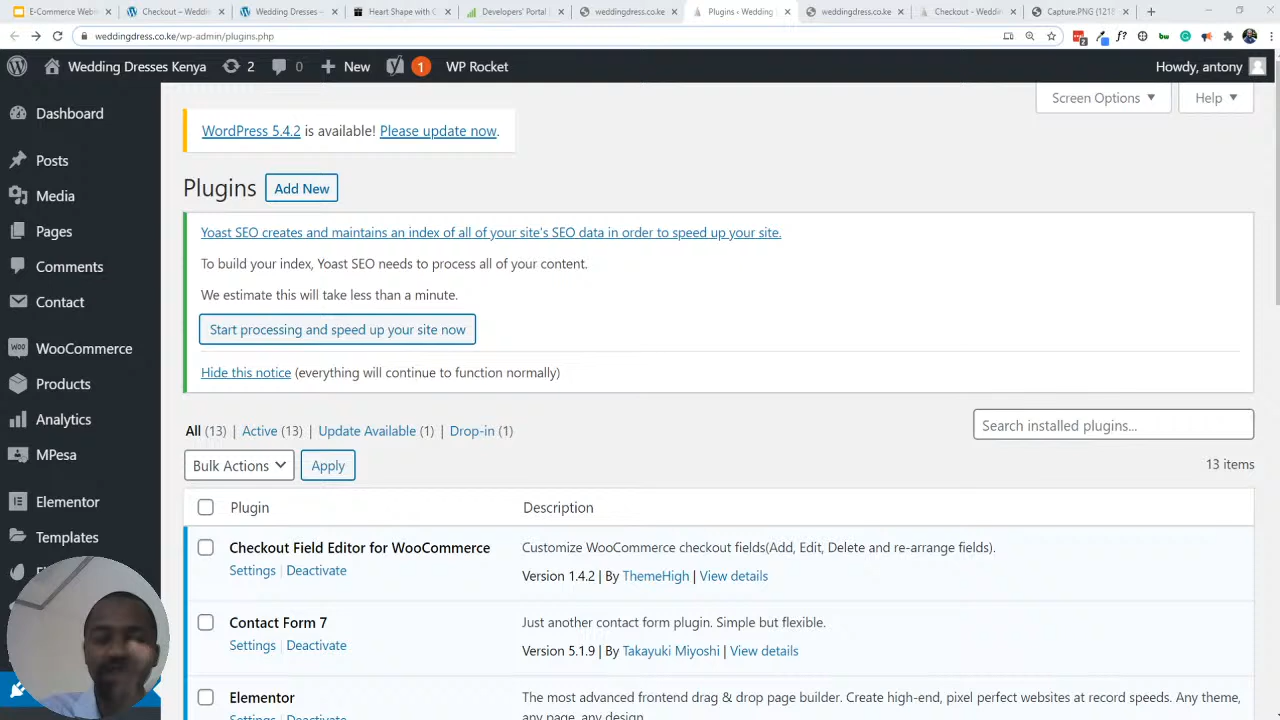 E-Commerce Webs
Checkout – Wedding
Wedding Dresses –
Heart Shape with C
Developers' Portal
weddingdress.co.ke
Plugins ‹ Wedding
weddingdress.co.ke
Checkout - Weddin
Capture.PNG (1218
weddingdress.co.ke/wp-admin/plugins.php
Wedding Dresses Kenya 2 0 New 1 WP Rocket Howdy, antony
Screen Options Help
Dashboard
Posts
Media
Pages
Comments
Contact
WooCommerce
Products
Analytics
MPesa
Elementor
Templates
WordPress 5.4.2 is available! Please update now.
Plugins Add New
Yoast SEO creates and maintains an index of all of your site's SEO data in order to speed up your site.
To build your index, Yoast SEO needs to process all of your content.
We estimate this will take less than a minute.
Start processing and speed up your site now
Hide this notice (everything will continue to function normally)
All (13) | Active (13) | Update Available (1) | Drop-in (1)
Search installed plugins...
Bulk Actions Apply
13 items
Plugin Description
Checkout Field Editor for WooCommerce
Settings | Deactivate
Customize WooCommerce checkout fields(Add, Edit, Delete and re-arrange fields).
Version 1.4.2 | By ThemeHigh | View details
Contact Form 7
Settings | Deactivate
Just another contact form plugin. Simple but flexible.
Version 5.1.9 | By Takayuki Miyoshi | View details
Elementor
Settings | Deactivate
The most advanced frontend drag & drop page builder. Create high-end, pixel perfect websites at record speeds. Any theme,
any page, any design.